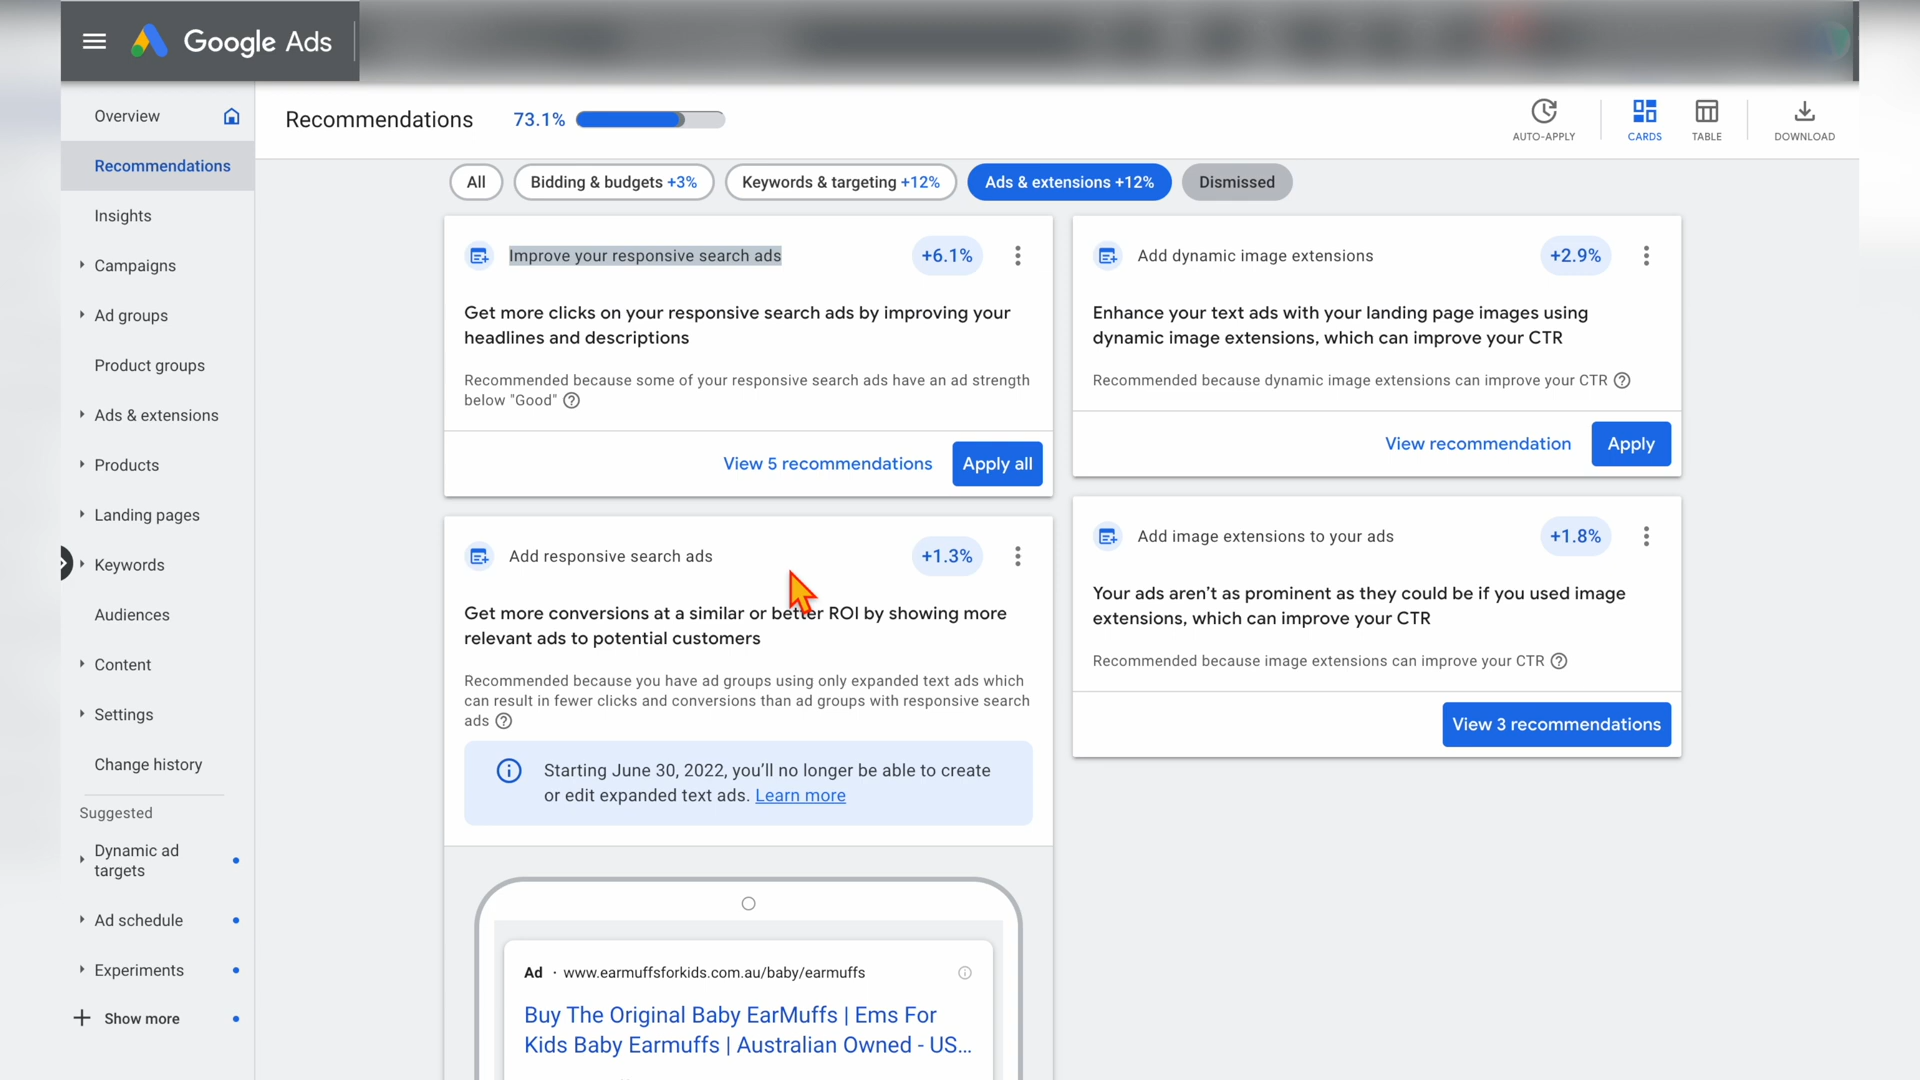 Google Ads
Overview
Recommendations
Insights
Campaigns
Ad groups
Product groups
Ads & extensions
Products
Landing pages
Keywords
Audiences
Content
Settings
Change history
Suggested
Dynamic ad
targets
Ad schedule
Experiments
Show more
Recommendations 73.1%
AUTO-APPLY
CARDS
TABLE
DOWNLOAD
All
Bidding & budgets +3%
Keywords & targeting +12%
Ads & extensions +12%
Dismissed
Improve your responsive search ads
+6.1%
Get more clicks on your responsive search ads by improving your
headlines and descriptions
Recommended because some of your responsive search ads have an ad strength
below "Good"
View 5 recommendations
Apply all
Add responsive search ads
+1.3%
Get more conversions at a similar or better ROI by showing more
relevant ads to potential customers
Recommended because you have ad groups using only expanded text ads which
can result in fewer clicks and conversions than ad groups with responsive search
ads
Starting June 30, 2022, you'll no longer be able to create
or edit expanded text ads. Learn more
Ad · www.earmuffsforkids.com.au/baby/earmuffs
Buy The Original Baby EarMuffs | Ems For
Kids Baby Earmuffs | Australian Owned - US...
Add dynamic image extensions
+2.9%
Enhance your text ads with your landing page images using
dynamic image extensions, which can improve your CTR
Recommended because dynamic image extensions can improve your CTR
View recommendation
Apply
Add image extensions to your ads
+1.8%
Your ads aren't as prominent as they could be if you used image
extensions, which can improve your CTR
Recommended because image extensions can improve your CTR
View 3 recommendations